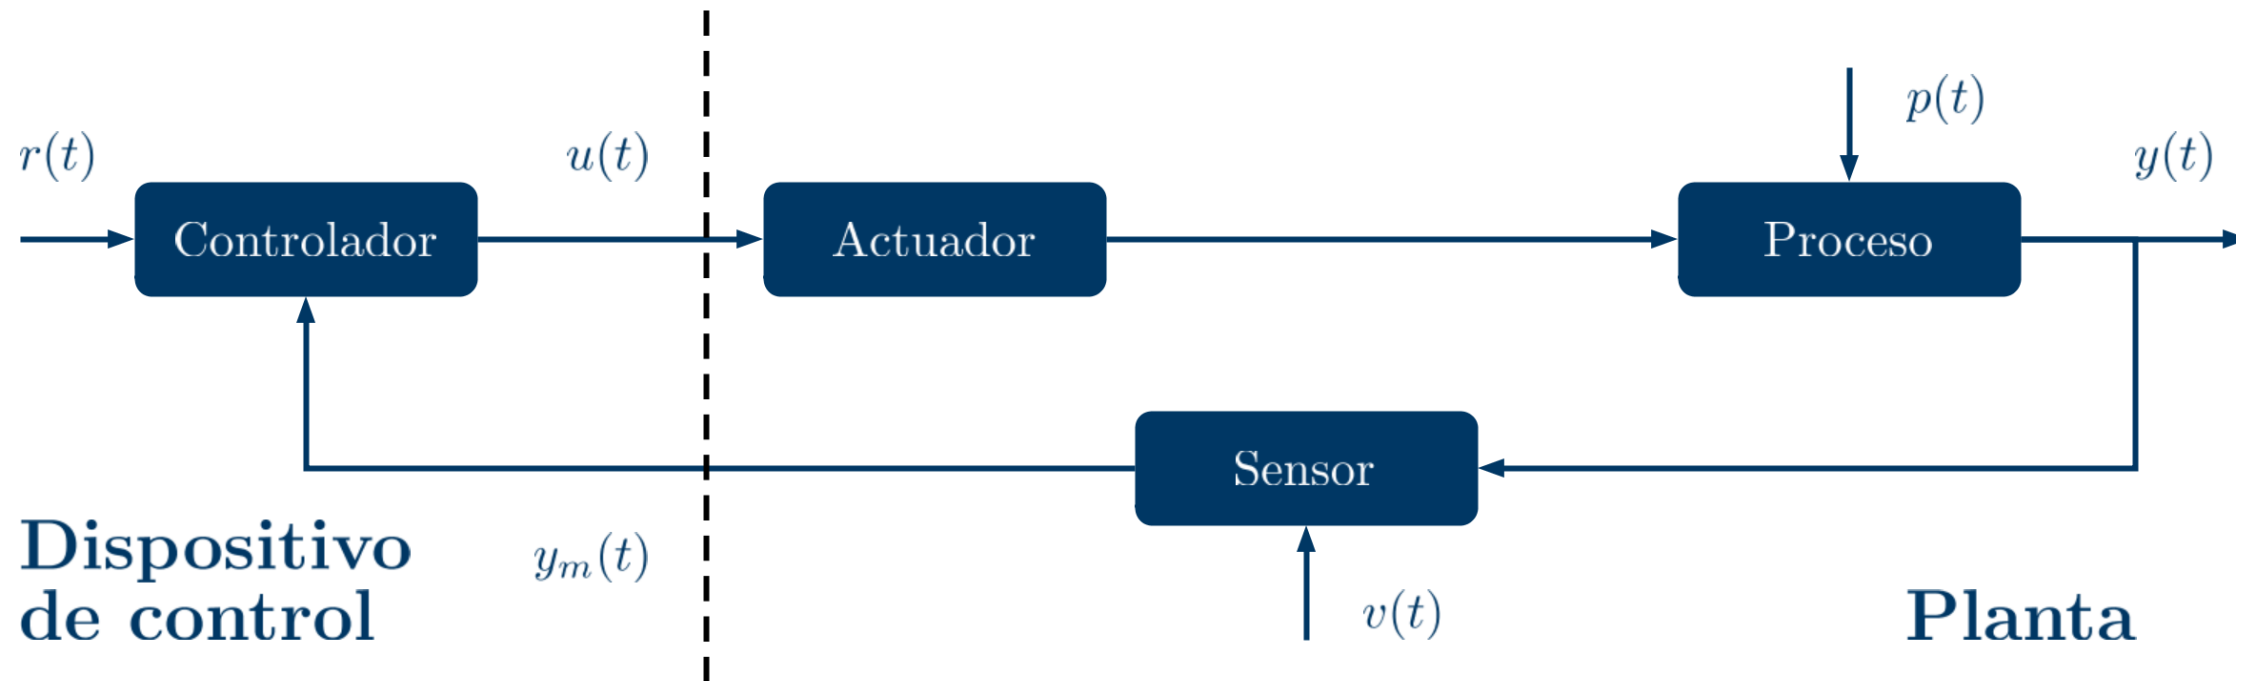 p(t)
r(t)
u(t)
y(t)
Controlador
Actuador
Proceso
Sensor
Dispositivo
de control
y_m(t)
v(t)
Planta